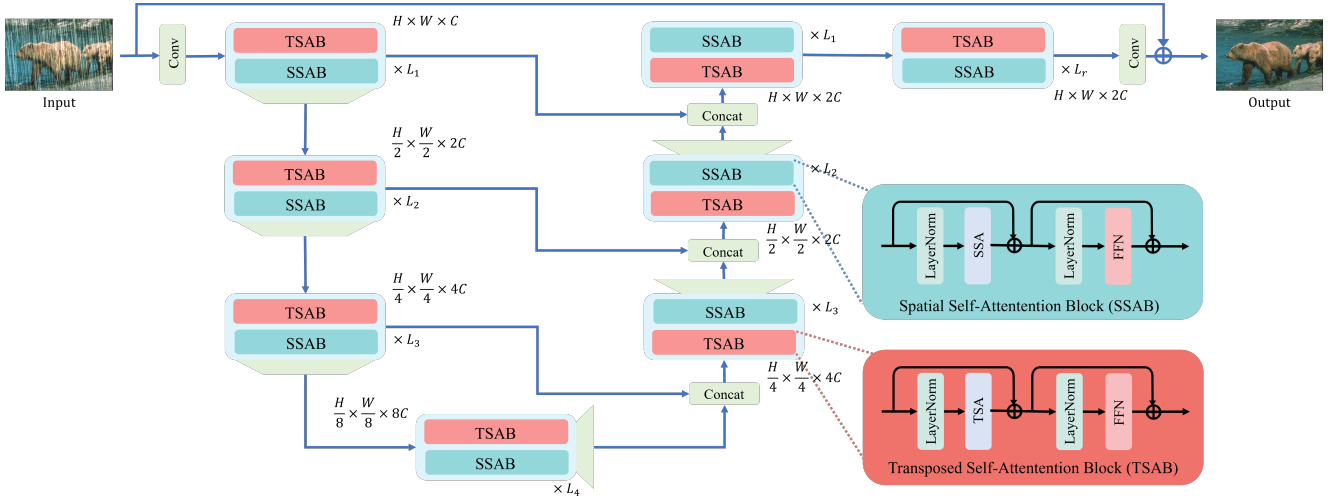 Input
Conv
H × W × C
TSAB
SSAB
× L₁
H/2 × W/2 × 2C
TSAB
SSAB
× L₂
H/4 × W/4 × 4C
TSAB
SSAB
× L₃
H/8 × W/8 × 8C
TSAB
SSAB
× L₄
Concat
H/4 × W/4 × 4C
SSAB
TSAB
× L₃
Concat
H/2 × W/2 × 2C
SSAB
TSAB
× L₂
Concat
H × W × 2C
SSAB
TSAB
× L₁
TSAB
SSAB
× Lᵣ
H × W × 2C
Conv
Output
LayerNorm
SSA
LayerNorm
FFN
Spatial Self-Attentention Block (SSAB)
LayerNorm
TSA
LayerNorm
FFN
Transposed Self-Attentention Block (TSAB)